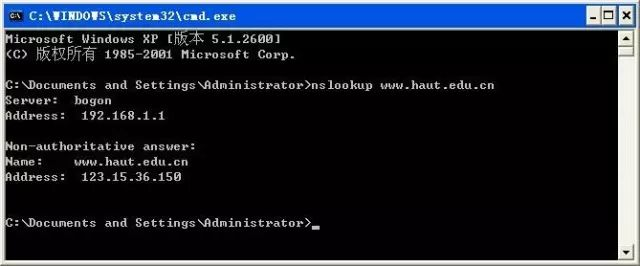 C:\WINDOWS\system32\cmd.exe
Microsoft Windows XP [版本 5.1.2600]
(C) 版权所有 1985-2001 Microsoft Corp.
C:\Documents and Settings\Administrator>nslookup www.haut.edu.cn
Server:  bogon
Address:  192.168.1.1
Non-authoritative answer:
Name:    www.haut.edu.cn
Address:  123.15.36.150
C:\Documents and Settings\Administrator>_